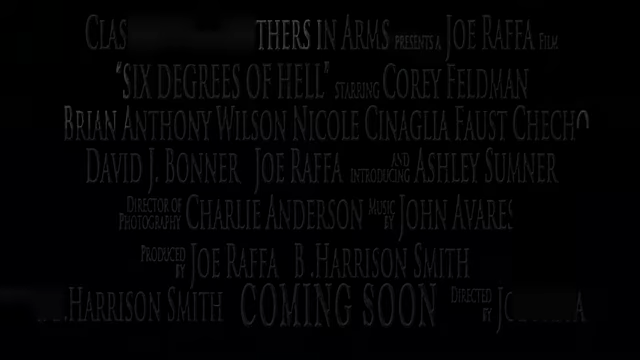 THERS IN ARMS PRESENTS A JOE RAFFA FILM
"SIX DEGREES OF HELL" STARRING COREY FELDMAN
BRIAN ANTHONY WILSON NICOLE CINAGLIA FAUST CHECHO
DAVID J. BONNER JOE RAFFA AND INTRODUCING ASHLEY SUMNER
DIRECTOR OF PHOTOGRAPHY CHARLIE ANDERSON MUSIC BY JOHN AVARES
PRODUCED BY JOE RAFFA B .HARRISON SMITH
.HARRISON SMITH COMING SOON DIRECTED BY